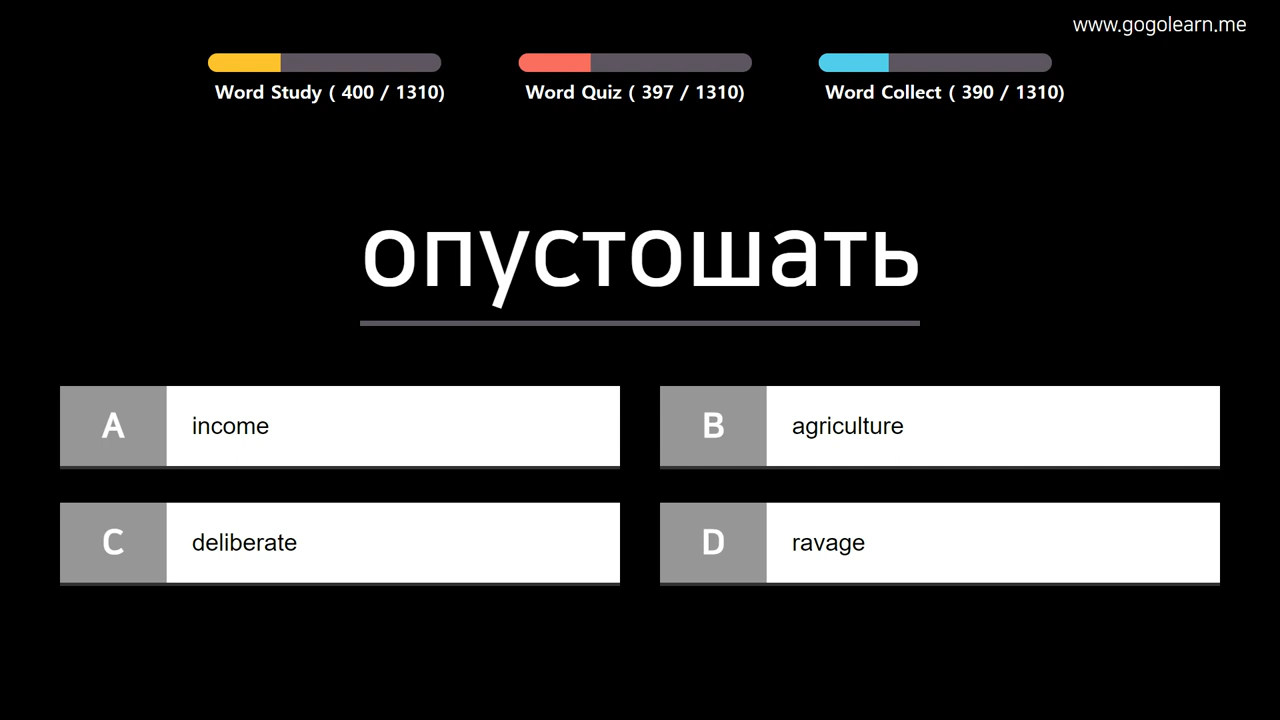 www.gogolearn.me
Word Study ( 400 / 1310)
Word Quiz ( 397 / 1310)
Word Collect ( 390 / 1310)
опустошать
A income
B agriculture
C deliberate
D ravage